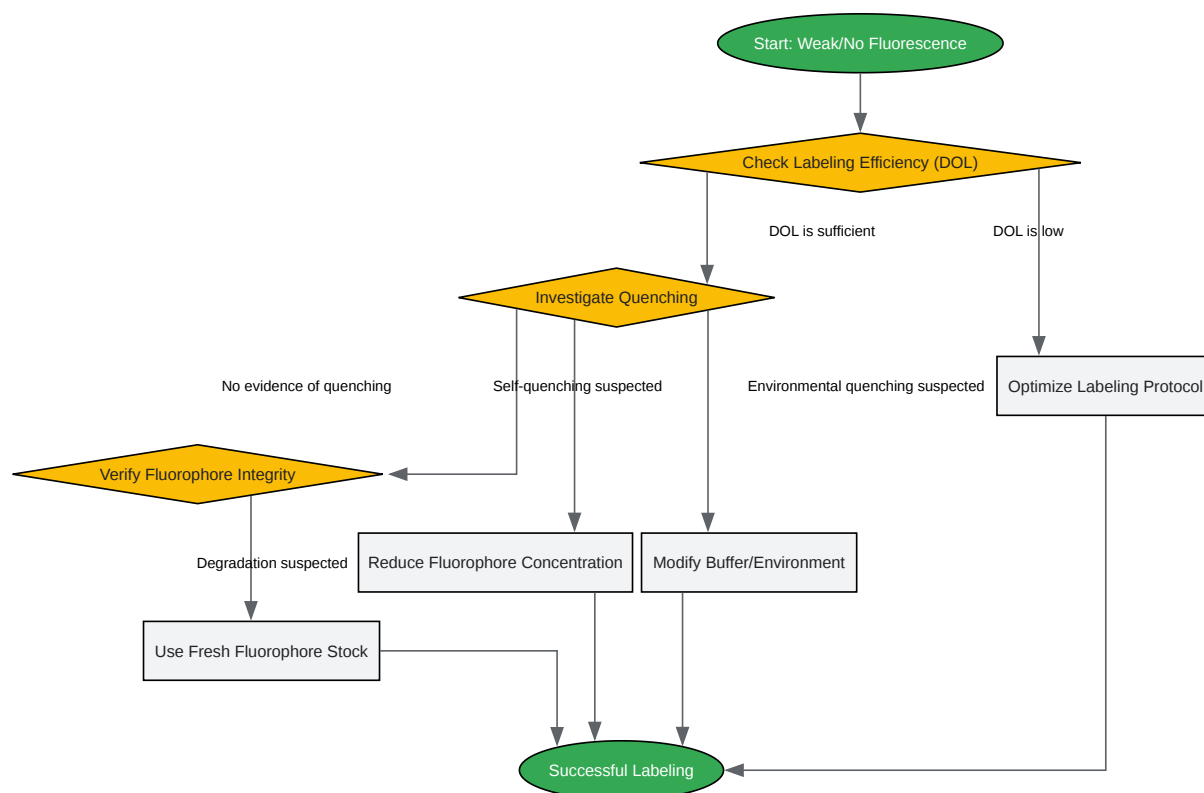 Start: Weak/No Fluorescence
Check Labeling Efficiency (DOL)
DOL is sufficient
DOL is low
Investigate Quenching
No evidence of quenching
Self-quenching suspected
Environmental quenching suspected
Optimize Labeling Protocol
Verify Fluorophore Integrity
Degradation suspected
Reduce Fluorophore Concentration
Modify Buffer/Environment
Use Fresh Fluorophore Stock
Successful Labeling